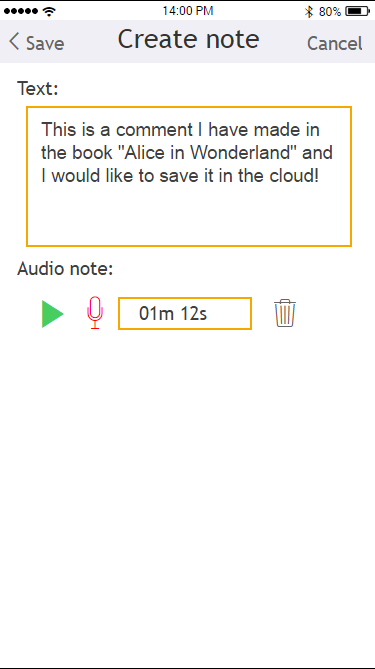 14:00 PM
80%
Save
Create note
Cancel
Text:
This is a comment I have made in
the book "Alice in Wonderland" and
I would like to save it in the cloud!
Audio note:
01m 12s